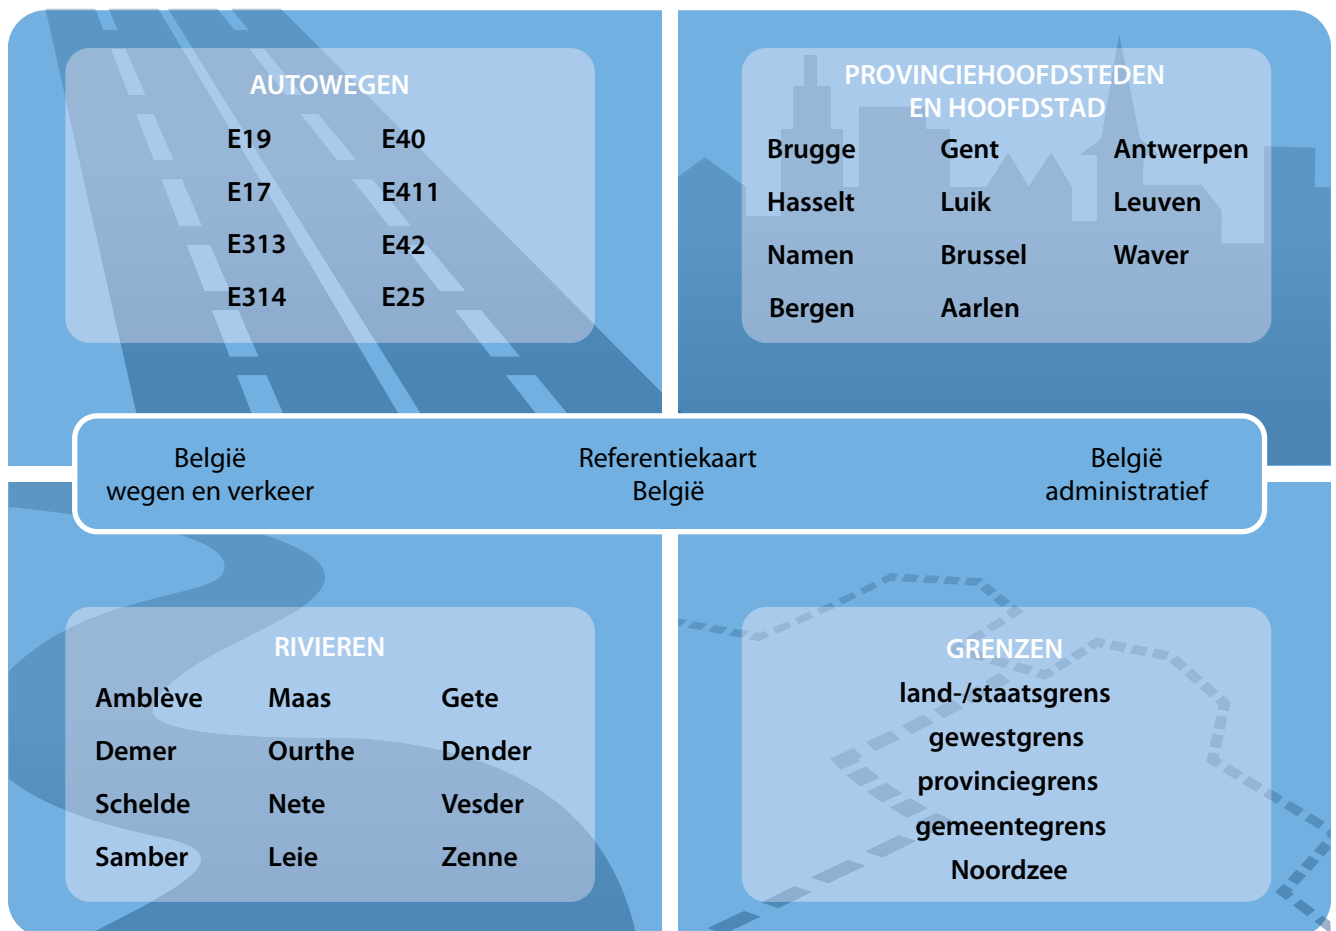 AUTOWEGEN
E19 E40
E17 E411
E313 E42
E314 E25
PROVINCIEHOOFDSTEDEN
EN HOOFDSTAD
Brugge Gent Antwerpen
Hasselt Luik Leuven
Namen Brussel Waver
Bergen Aarlen
België
wegen en verkeer
Referentiekaart
België
België
administratief
RIVIEREN
Amblève Maas Gete
Demer Ourthe Dender
Schelde Nete Vesder
Samber Leie Zenne
GRENZEN
land-/staatsgrens
gewestgrens
provinciegrens
gemeentegrens
Noordzee